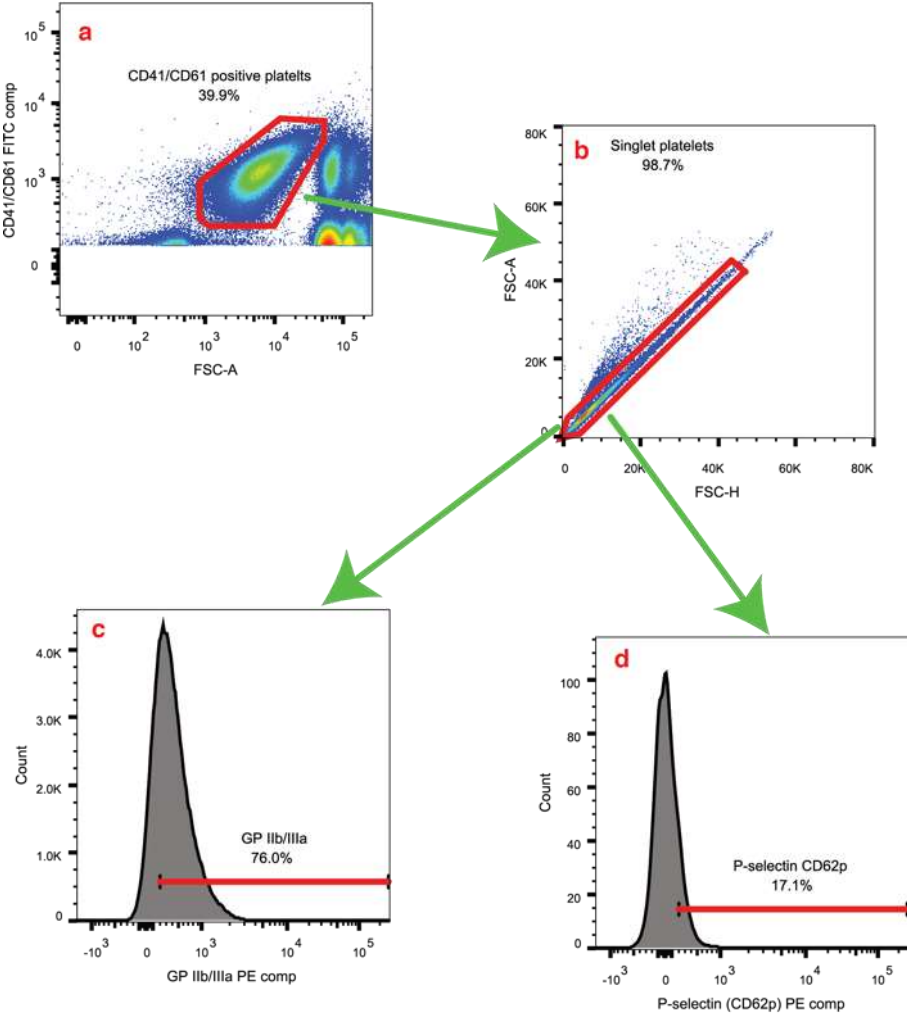 a
CD41/CD61 positive platelts
39.9%
CD41/CD61 FITC comp
10^5
10^4
10^3
0
0
10^2
10^3
10^4
10^5
FSC-A
b
Singlet platelets
98.7%
FSC-A
80K
60K
40K
20K
0
0
20K
40K
60K
80K
FSC-H
c
GP IIb/IIIa
76.0%
Count
4.0K
3.0K
2.0K
1.0K
0
-10^3
0
10^3
10^4
10^5
GP IIb/IIIa PE comp
d
P-selectin CD62p
17.1%
Count
100
80
60
40
20
0
-10^3
0
10^3
10^4
10^5
P-selectin (CD62p) PE comp